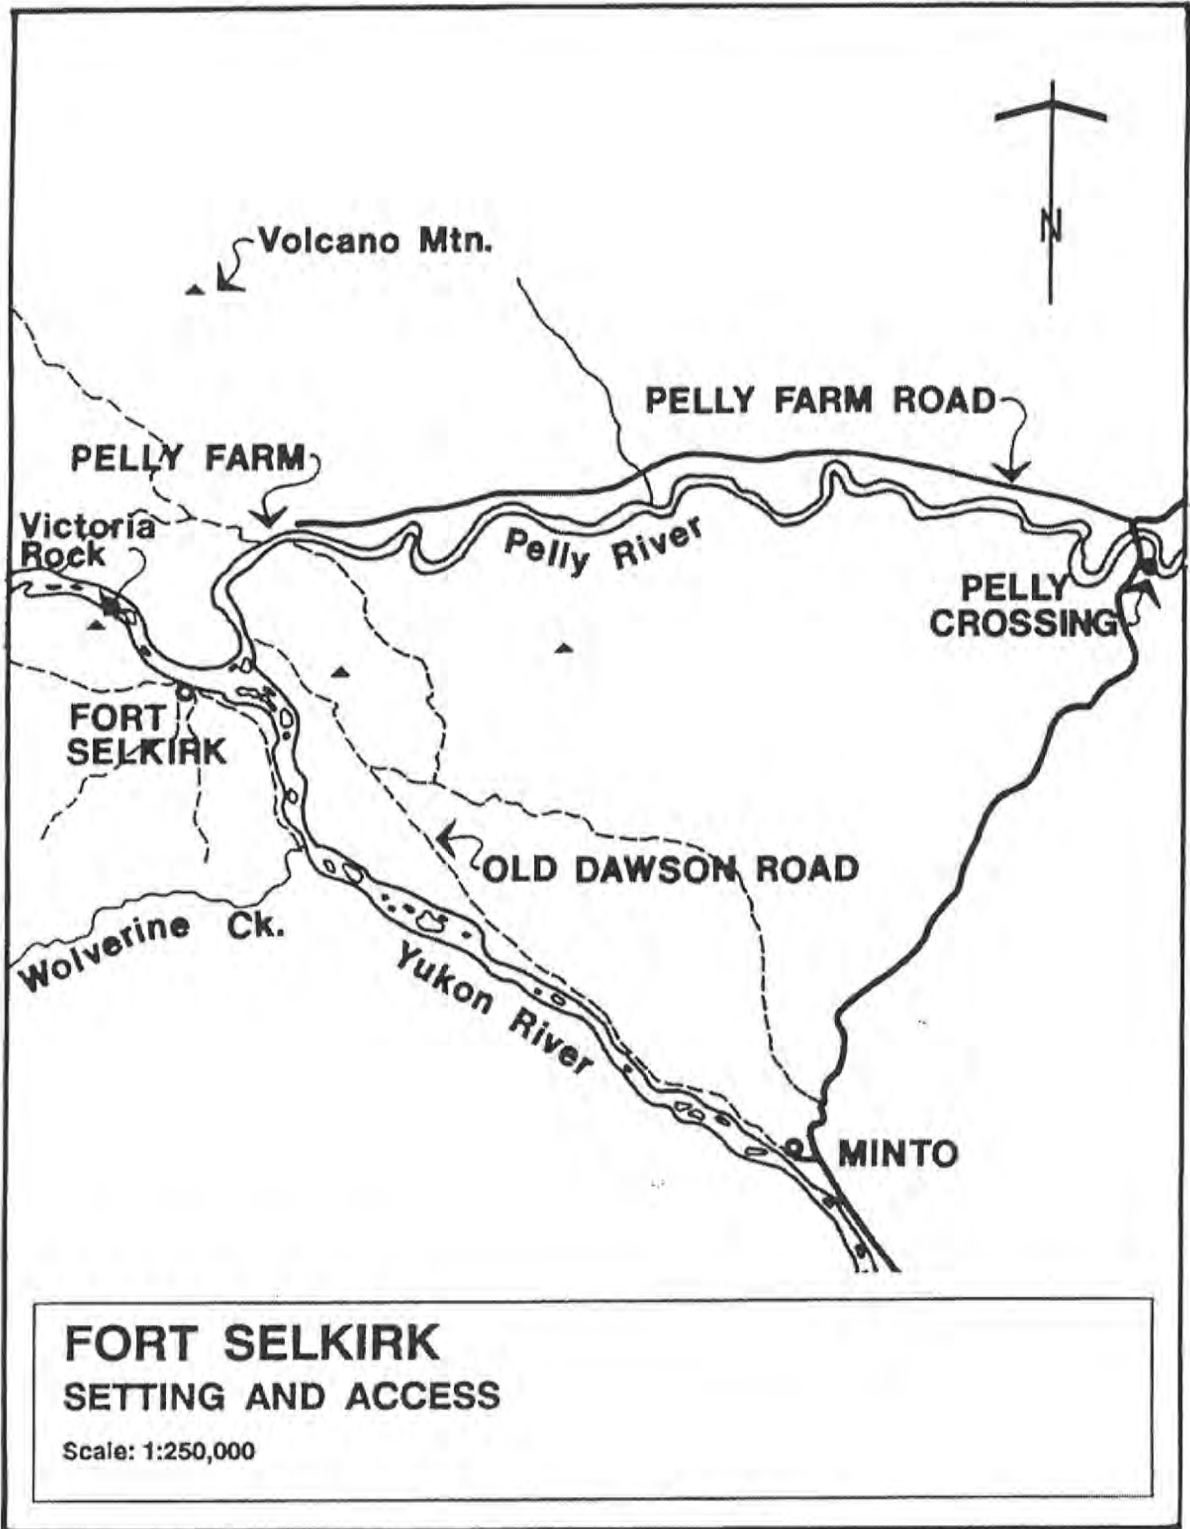 N
Volcano Mtn.
PELLY FARM ROAD
PELLY FARM
Victoria
Rock
Pelly River
PELLY
CROSSING
FORT
SELKIRK
OLD DAWSON ROAD
Wolverine Ck.
Yukon River
MINTO
FORT SELKIRK
SETTING AND ACCESS
Scale: 1:250,000